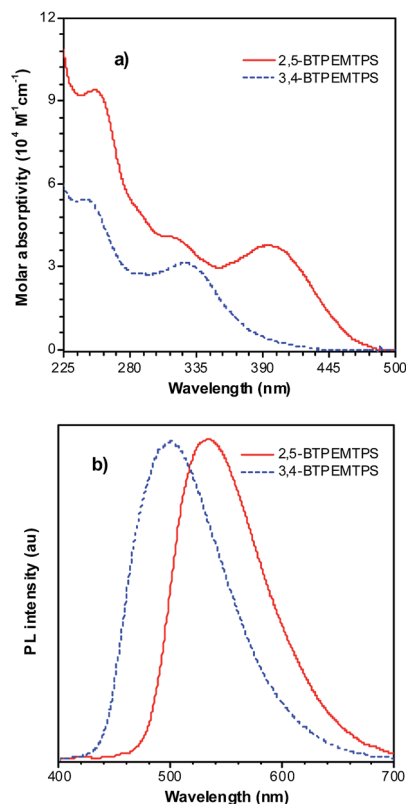 a)
2,5-BTPEMTPS
3,4-BTPEMTPS
Molar absorptivity (10⁴ M⁻¹cm⁻¹)
12
9
6
3
0
225 280 335 390 445 500
Wavelength (nm)
b)
2,5-BTPEMTPS
3,4-BTPEMTPS
PL intensity (au)
400 500 600 700
Wavelength (nm)